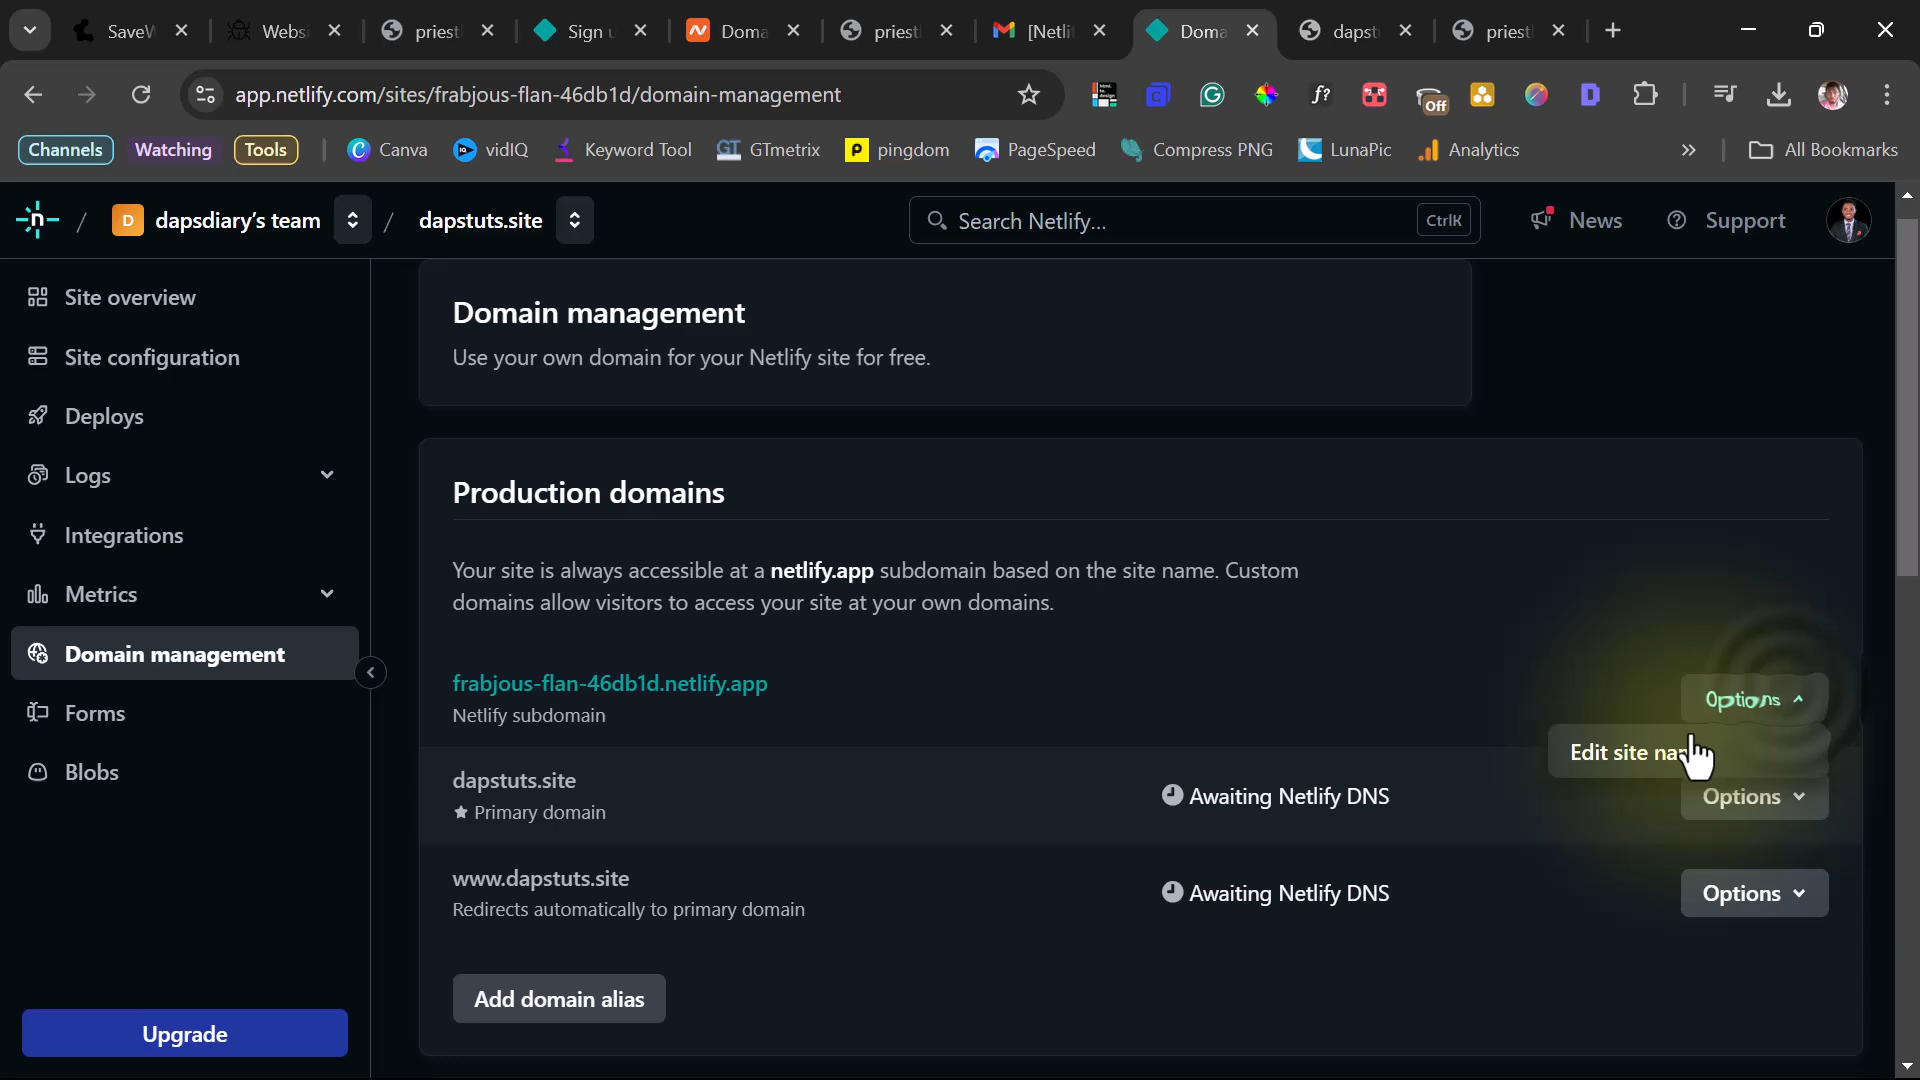 SaveW
Websi
priest
Sign u
Doma
priest
[Netli
Doma
dapst
priest
app.netlify.com/sites/frabjous-flan-46db1d/domain-management
f?
Off
Channels
Watching
Tools
Canva
vidIQ
Keyword Tool
GTmetrix
pingdom
PageSpeed
Compress PNG
LunaPic
Analytics
All Bookmarks
D
dapsdiary's team
dapstuts.site
Search Netlify...
CtrlK
News
Support
Site overview
Site configuration
Deploys
Logs
Integrations
Metrics
Domain management
Forms
Blobs
Upgrade
Domain management
Use your own domain for your Netlify site for free.
Production domains
Your site is always accessible at a netlify.app subdomain based on the site name. Custom
domains allow visitors to access your site at your own domains.
frabjous-flan-46db1d.netlify.app
Netlify subdomain
Options
Edit site
dapstuts.site
Primary domain
Awaiting Netlify DNS
Options
www.dapstuts.site
Redirects automatically to primary domain
Awaiting Netlify DNS
Options
Add domain alias